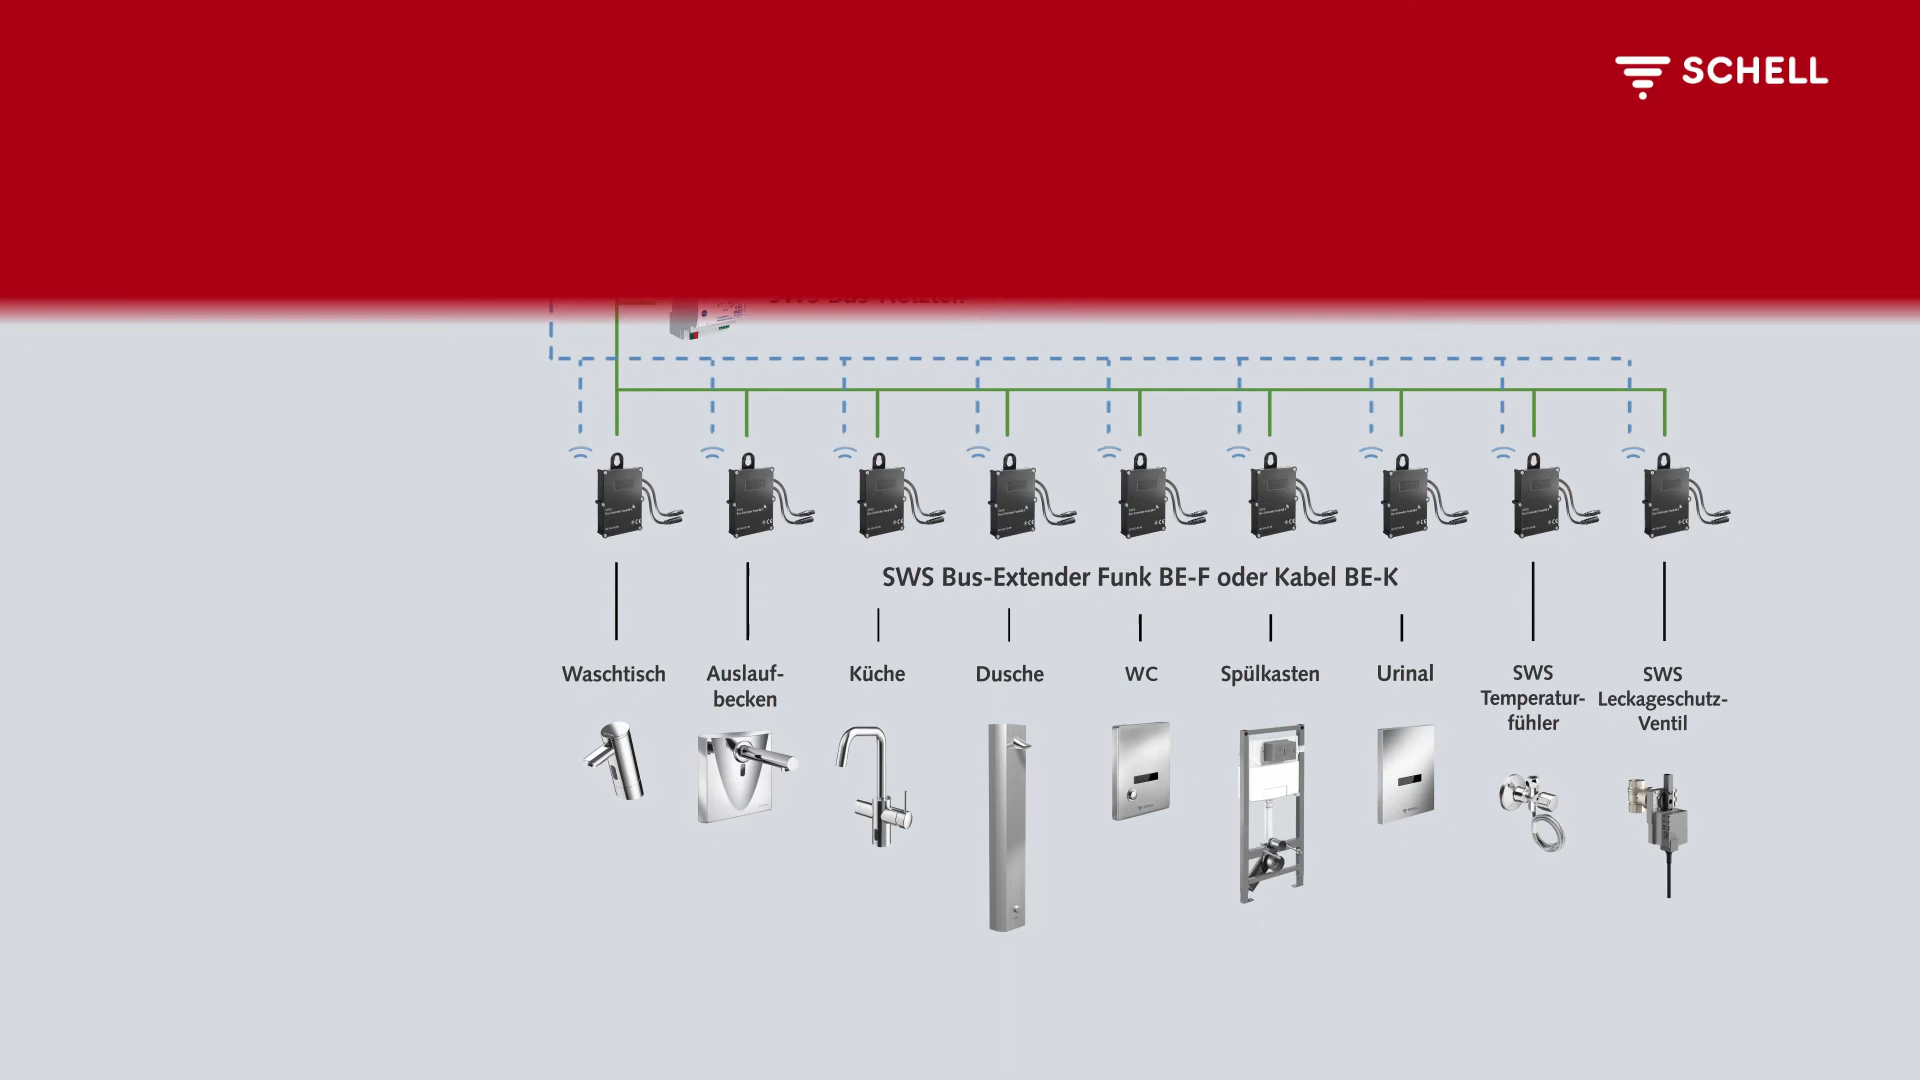 SCHELL
SWS Bus-Extender Funk BE-F oder Kabel BE-K
Waschtisch
Auslauf-
becken
Küche
Dusche
WC
Spülkasten
Urinal
SWS
Temperatur-
fühler
SWS
Leckageschutz-
Ventil